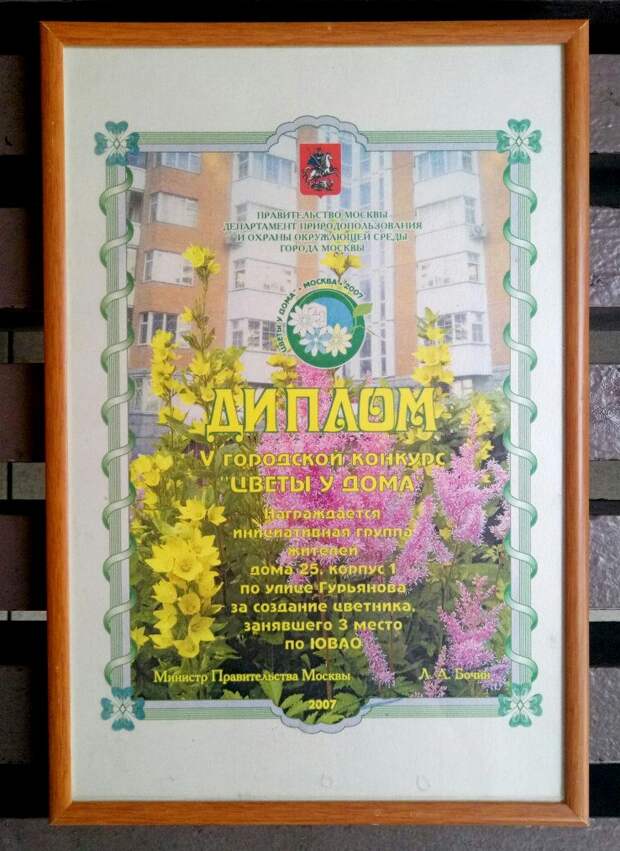 ПРАВИТЕЛЬСТВО МОСКВЫ
ДЕПАРТАМЕНТ ПРИРОДОПОЛЬЗОВАНИЯ
И ОХРАНЫ ОКРУЖАЮЩЕЙ СРЕДЫ
ГОРОДА МОСКВЫ
"ЦВЕТЫ У ДОМА" • МОСКВА • 2007
ДИПЛОМ
V ГОРОДСКОЙ КОНКУРС
"ЦВЕТЫ У ДОМА"
Награждается
инициативная группа
жителей
дома 25, корпус 1
по улице Гурьянова
за создание цветника,
занявшего 3 место
по ЮВАО
Министр Правительства Москвы Л. А. Бочин
2007